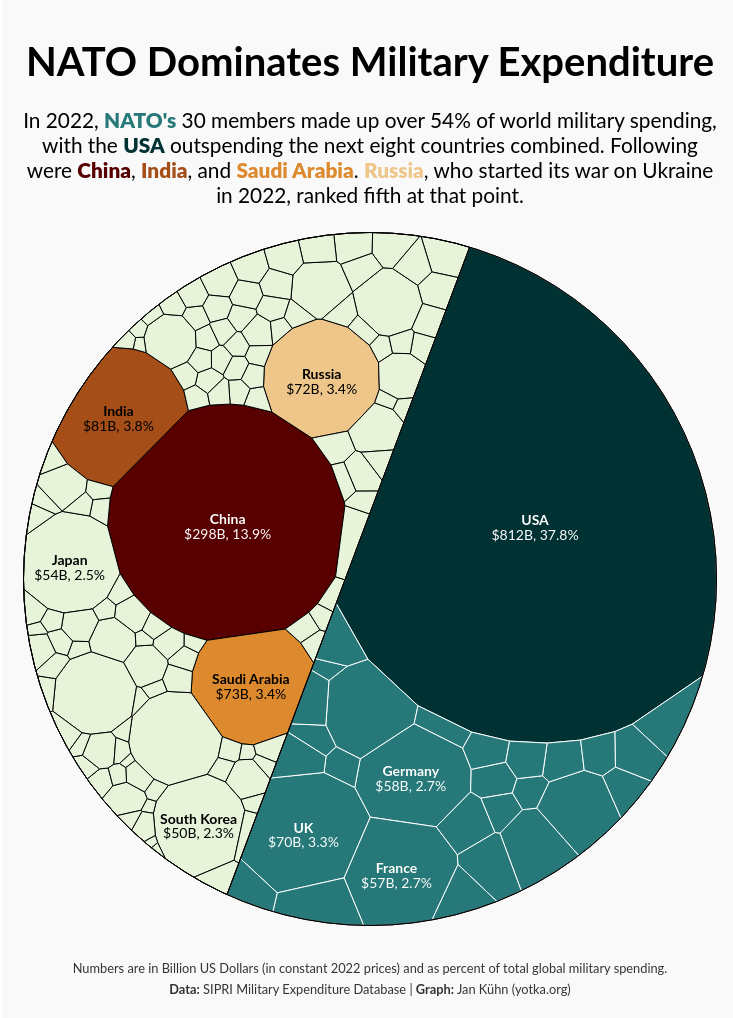 NATO Dominates Military Expenditure
In 2022, NATO's 30 members made up over 54% of world military spending,
with the USA outspending the next eight countries combined. Following
were China, India, and Saudi Arabia. Russia, who started its war on Ukraine
in 2022, ranked fifth at that point.
Russia
$72B, 3.4%
India
$81B, 3.8%
China
$298B, 13.9%
USA
$812B, 37.8%
Japan
$54B, 2.5%
Saudi Arabia
$73B, 3.4%
Germany
$58B, 2.7%
South Korea
$50B, 2.3%
UK
$70B, 3.3%
France
$57B, 2.7%
Numbers are in Billion US Dollars (in constant 2022 prices) and as percent of total global military spending.
Data: SIPRI Military Expenditure Database | Graph: Jan Kühn (yotka.org)